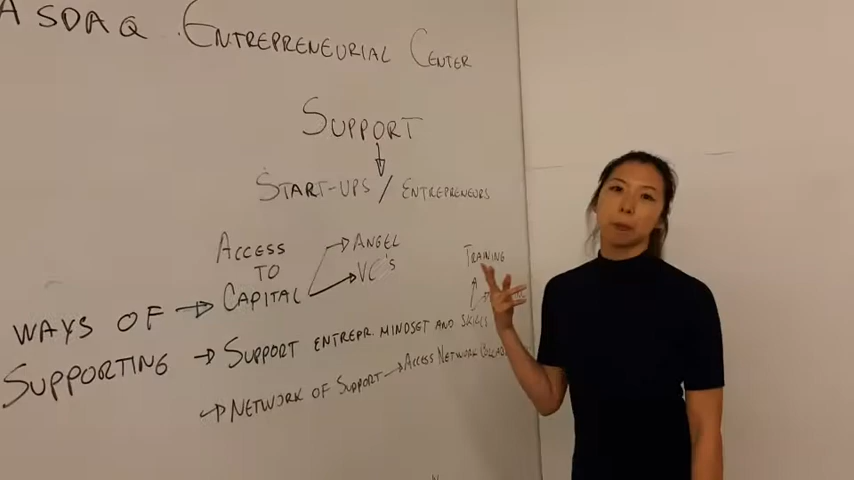 ASDAQ ENTREPRENEURIAL CENTER
SUPPORT
START-UPS / ENTREPRENEURS
ACCESS TO CAPITAL
ANGEL
VC's
WAYS OF SUPPORTING
SUPPORT ENTREPR. MINDSET AND SKILLS
TRAINING
NETWORK OF SUPPORT
ACCESS NETWORK